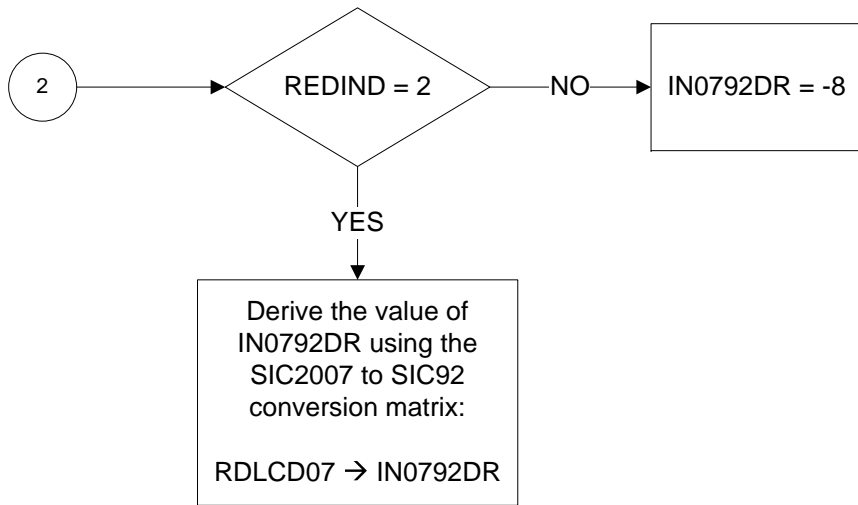 2
REDIND = 2
NO
IN0792DR = -8
YES
Derive the value of
IN0792DR using the
SIC2007 to SIC92
conversion matrix:
RDLCD07 → IN0792DR